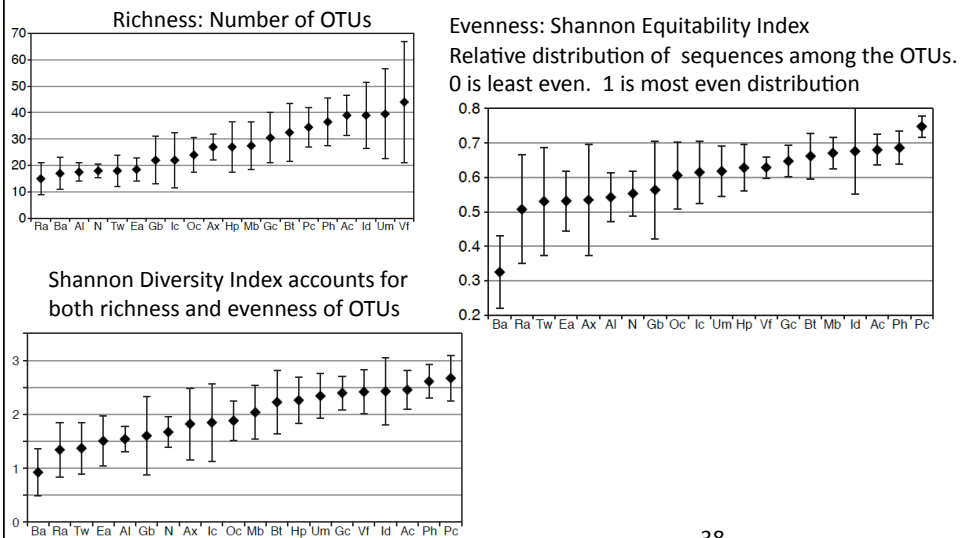 Richness: Number of OTUs
70
60
50
40
30
20
10
0
Ra Ba Al N Tw Ea Gb Ic Oc Ax Hp Mb Gc Bt Pc Ph Ac Id Um Vf
Evenness: Shannon Equitability Index
Relative distribution of sequences among the OTUs.
0 is least even. 1 is most even distribution
0.8
0.7
0.6
0.5
0.4
0.3
0.2
Ba Ra Tw Ea Ax Al N Gb Oc Ic Um Hp Vf Gc Bt Mb Id Ac Ph Pc
Shannon Diversity Index accounts for
both richness and evenness of OTUs
3
2
1
0
Ba Ra Tw Ea Al Gb N Ax Ic Oc Mb Bt Hp Um Gc Vf Id Ac Ph Pc
38